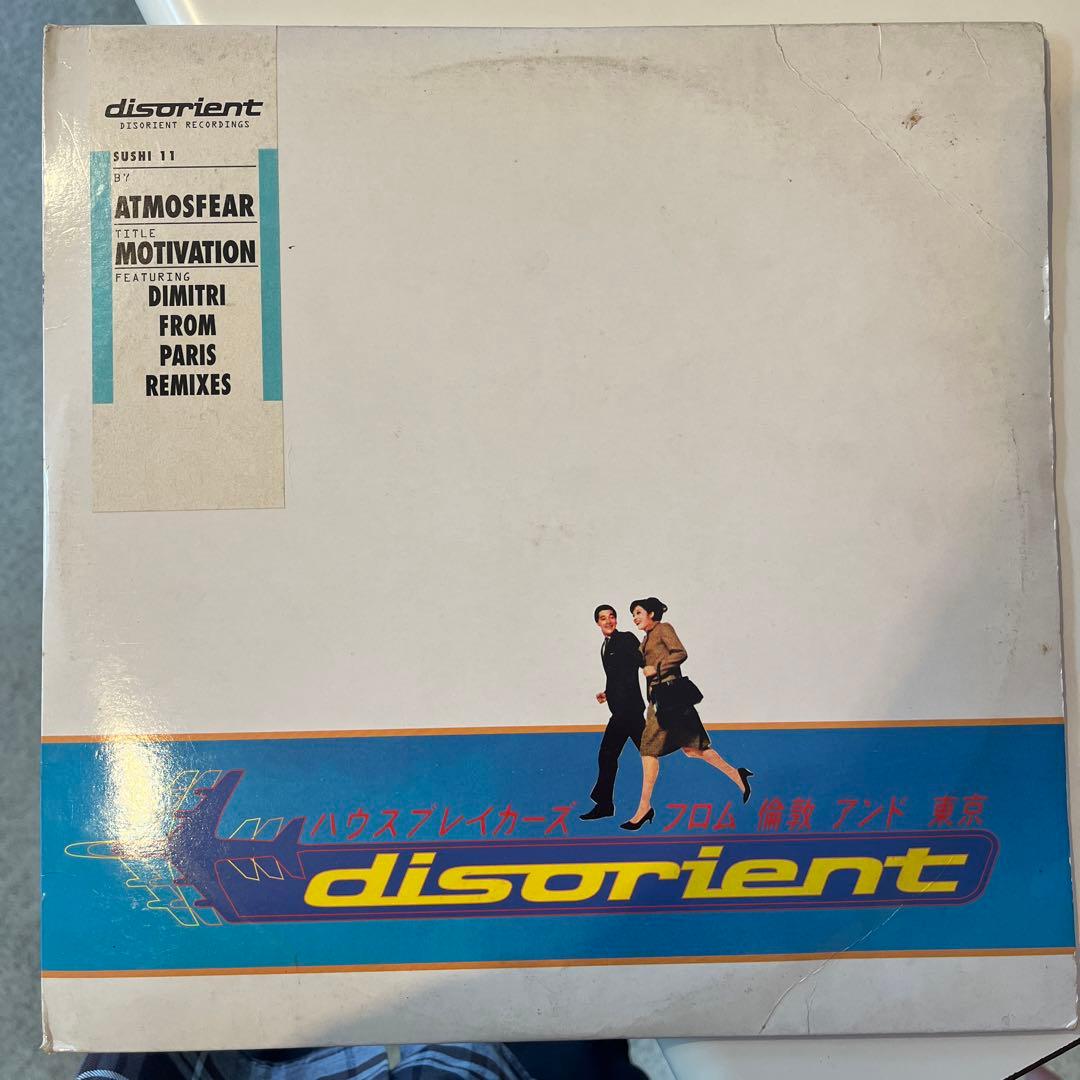 disorient
DISORIENT RECORDINGS
SUSHI 11
BY
ATMOSFEAR
TITLE
MOTIVATION
FEATURING
DIMITRI
FROM
PARIS
REMIXES
ハウスブレイカーズ フロム 倫敦 アンド 東京
disorient